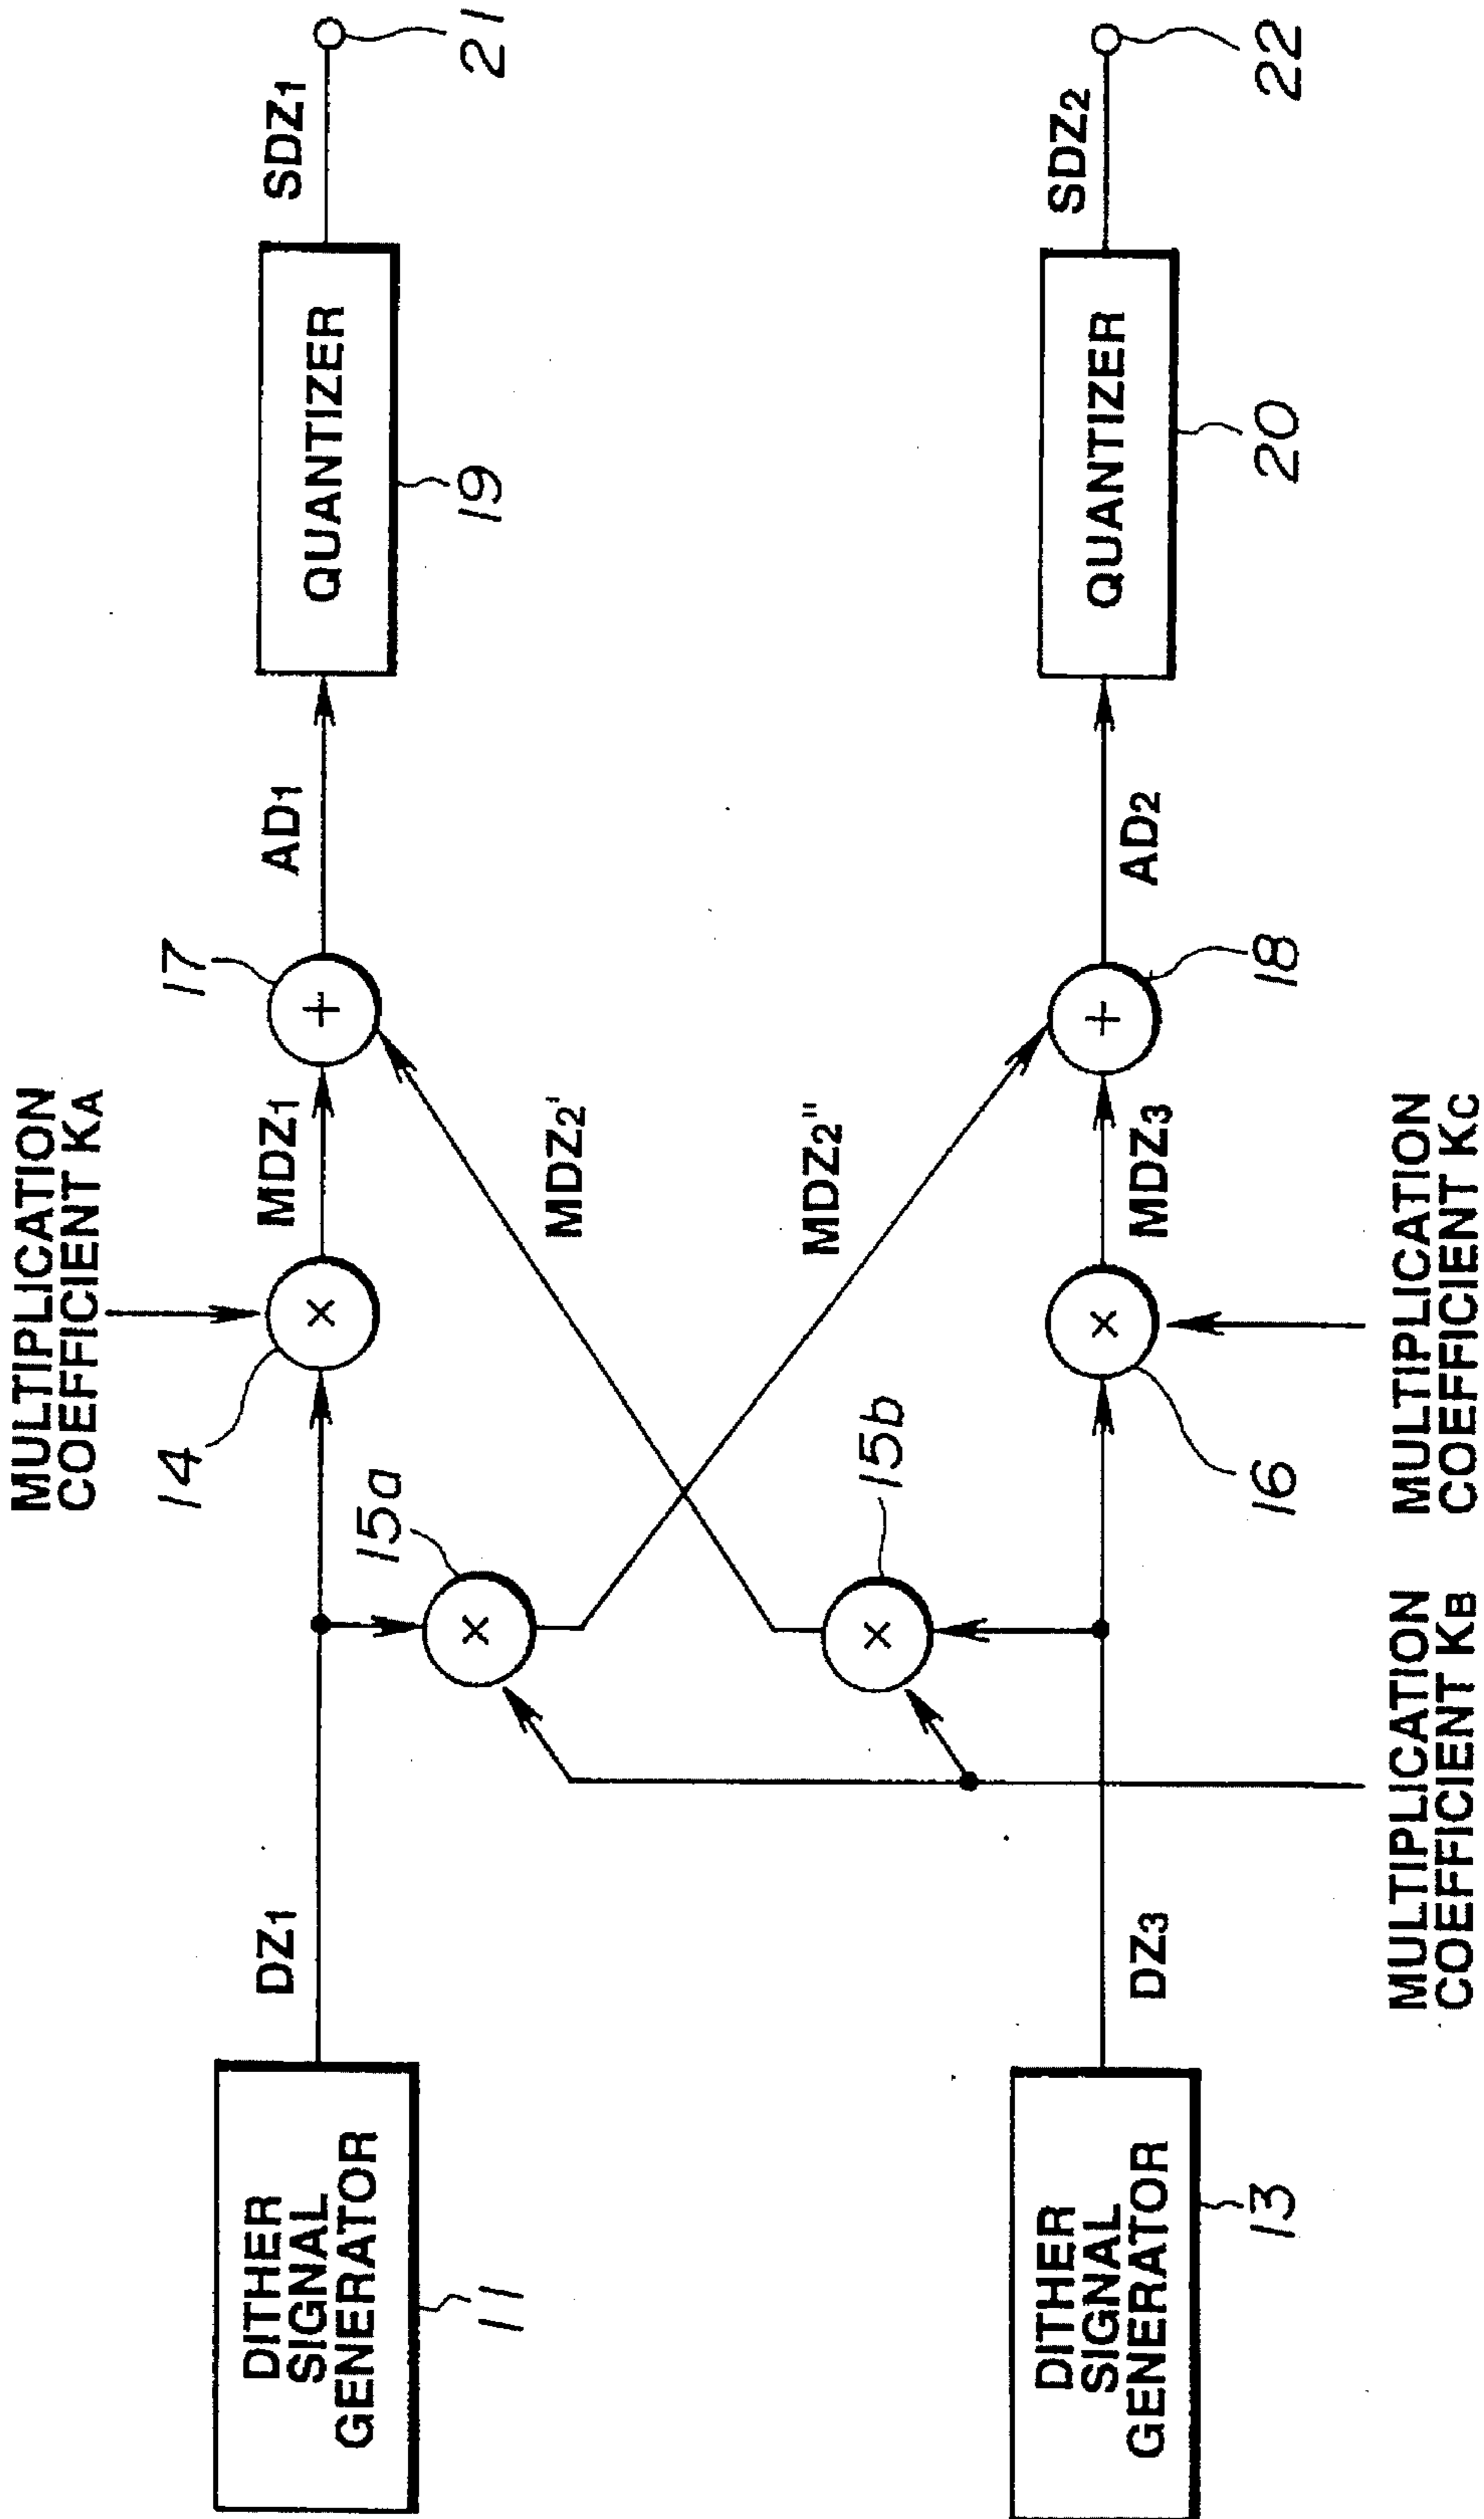 MULTIPLICATION
COEFFICIENT KA
DITHER
SIGNAL
GENERATOR
11
DZ1
14
MDZ1
17
AD1
QUANTIZER
19
SDZ1
21
15a
MDZ2'
15b
MDZ2"
DITHER
SIGNAL
GENERATOR
13
DZ3
16
MDZ3
18
AD2
QUANTIZER
20
SDZ2
22
MULTIPLICATION
COEFFICIENT KB
MULTIPLICATION
COEFFICIENT KC